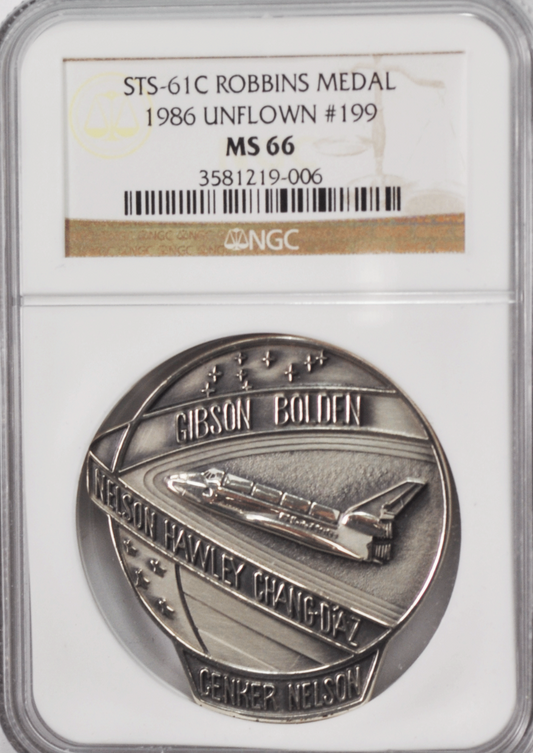 STS-61C ROBBINS MEDAL
1986 UNFLOWN #199
MS 66
3581219-006
NGC
GIBSON BOLDEN
NELSON HAWLEY CHANG-DÍAZ
CENKER NELSON